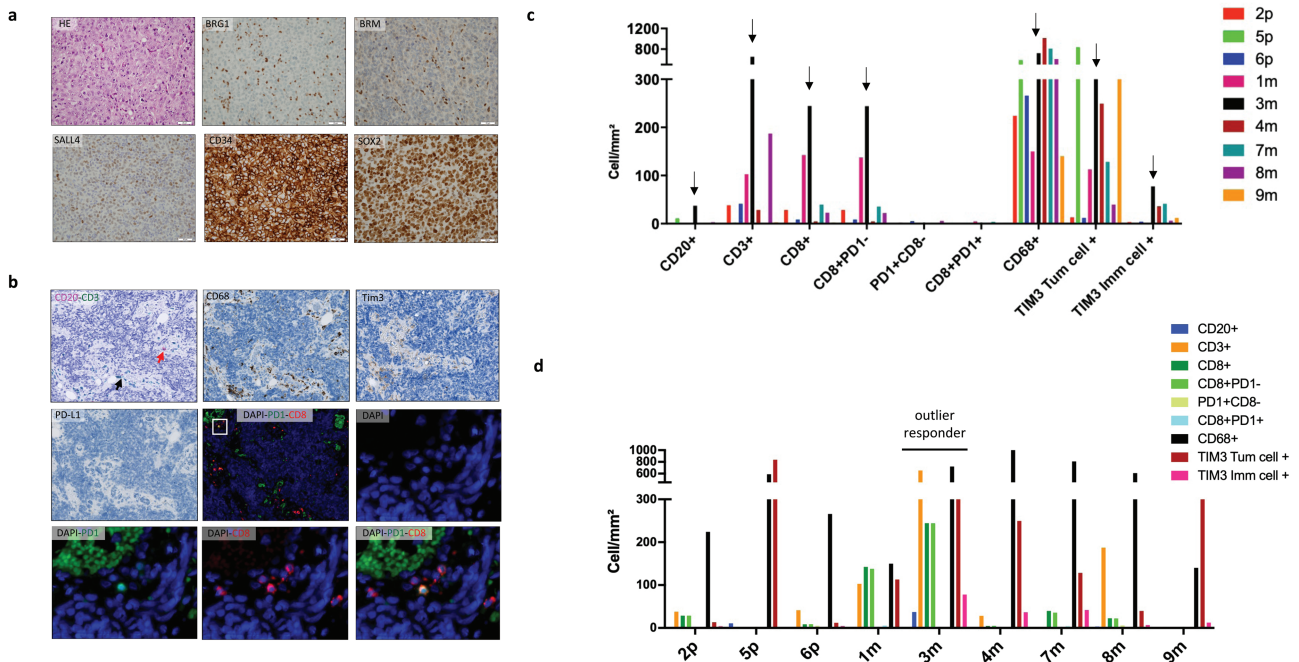 a
HE
BRG1
BRM
SALL4
CD34
SOX2
b
CD20-CD3
CD68
Tim3
PD-L1
DAPI-PD1-CD8
DAPI
DAPI-PD1
DAPI-CD8
DAPI-PD1-CD8
c
1200
800
300
200
100
0
Cell/mm²
CD20+
CD3+
CD8+
CD8+PD1-
PD1+CD8-
CD8+PD1+
CD68+
TIM3 Tum cell +
TIM3 Imm cell +
2p
5p
6p
1m
3m
4m
7m
8m
9m
d
outlier
responder
1000
800
600
300
200
100
0
Cell/mm²
2p
5p
6p
1m
3m
4m
7m
8m
9m
CD20+
CD3+
CD8+
CD8+PD1-
PD1+CD8-
CD8+PD1+
CD68+
TIM3 Tum cell +
TIM3 Imm cell +